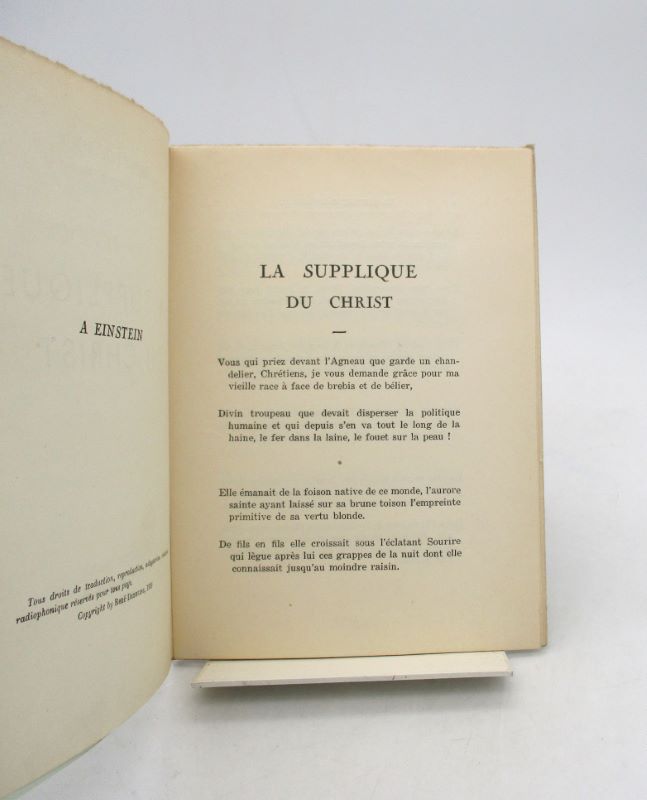 A EINSTEIN
Tous droits de traduction, reproduction, adaptation,
radiophonique réservés pour tous pays.
Copyright by René
LA SUPPLIQUE
DU CHRIST
Vous qui priez devant l'Agneau que garde un chan-
delier, Chrétiens, je vous demande grâce pour ma
vieille race à face de brebis et de bélier,
Divin troupeau que devait disperser la politique
humaine et qui depuis s'en va tout le long de la
haine, le fer dans la laine, le fouet sur la peau !
*
Elle émanait de la foison native de ce monde, l'aurore
sainte ayant laissé sur sa brune toison l'empreinte
primitive de sa vertu blonde.
De fils en fils elle croissait sous l'éclatant Sourire
qui lègue après lui ces grappes de la nuit dont elle
connaissait jusqu'au moindre raisin.